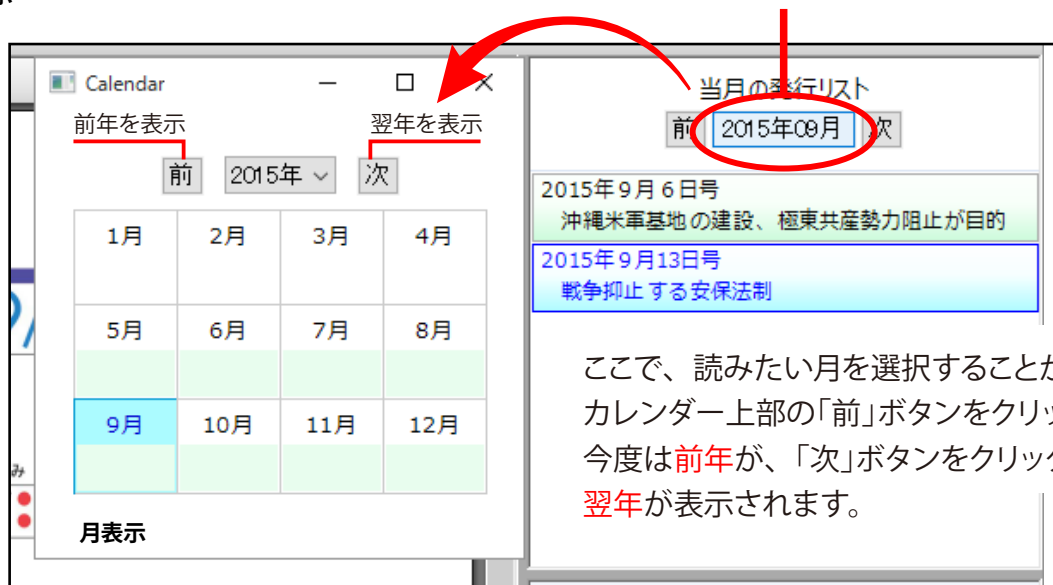 Calendar
前年を表示
翌年を表示
前 2015年 次
1月 2月 3月 4月
5月 6月 7月 8月
9月 10月 11月 12月
月表示
当月の発行リスト
前 2015年09月 次
2015年9月6日号
沖縄米軍基地の建設、極東共産勢力阻止が目的
2015年9月13日号
戦争抑止する安保法制
ここで、読みたい月を選択することが
カレンダー上部の「前」ボタンをクリッ
今度は前年が、「次」ボタンをクリック
翌年が表示されます。
み